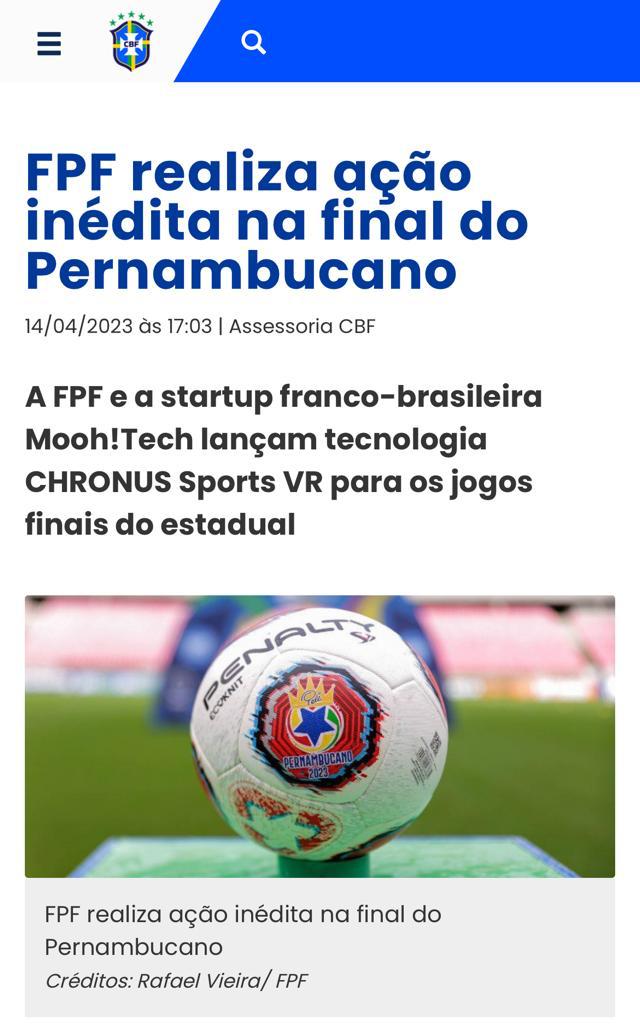 CBF
FPF realiza ação
inédita na final do
Pernambucano
14/04/2023 às 17:03 | Assessoria CBF
A FPF e a startup franco-brasileira
Mooh!Tech lançam tecnologia
CHRONUS Sports VR para os jogos
finais do estadual
PENALTY
ECOKNIT
Pelé
PERNAMBUCANO
2023
FPF realiza ação inédita na final do
Pernambucano
Créditos: Rafael Vieira/ FPF